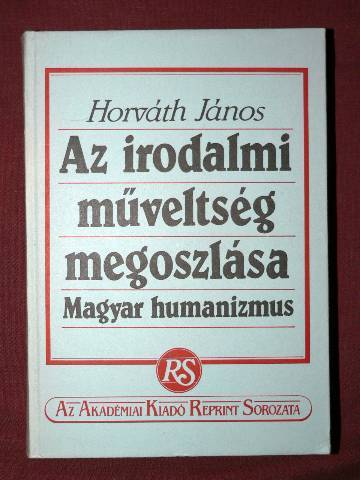 Horváth János
Az irodalmi
műveltség
megoszlása
Magyar humanizmus
RS
AZ AKADÉMIAI KIADÓ REPRINT SOROZATA